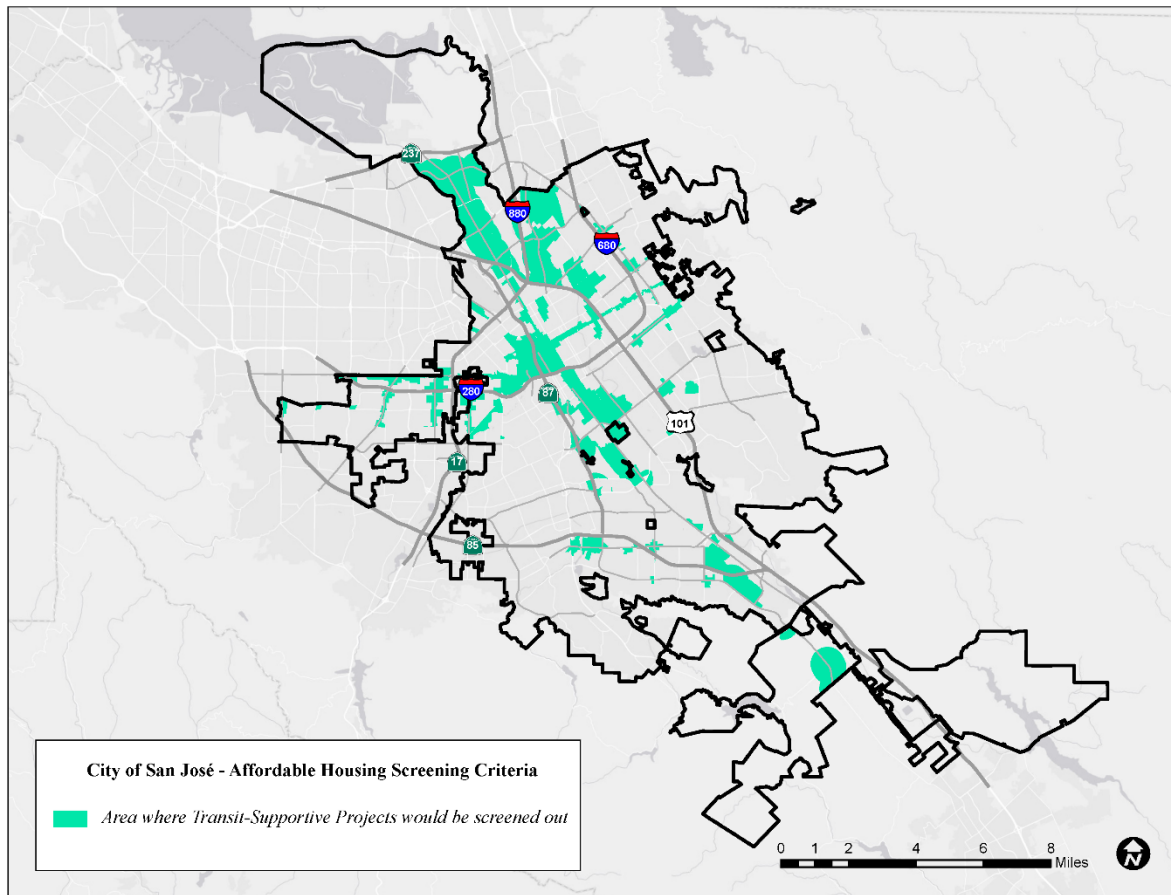 237
880
680
280
87
101
17
85
City of San José - Affordable Housing Screening Criteria
Area where Transit-Supportive Projects would be screened out
0 1 2 4 6 8
Miles
N